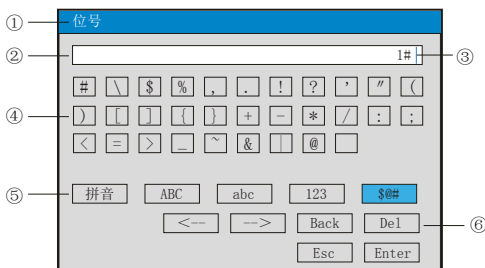 ① 位号
② 1# ③
# \ $ % , . ! ? ' " (
④ ) [ ] { } + - * / : ;
< = > _ ~ & | @
⑤ 拼音 ABC abc 123 $@#
<-- --> Back Del ⑥
Esc Enter